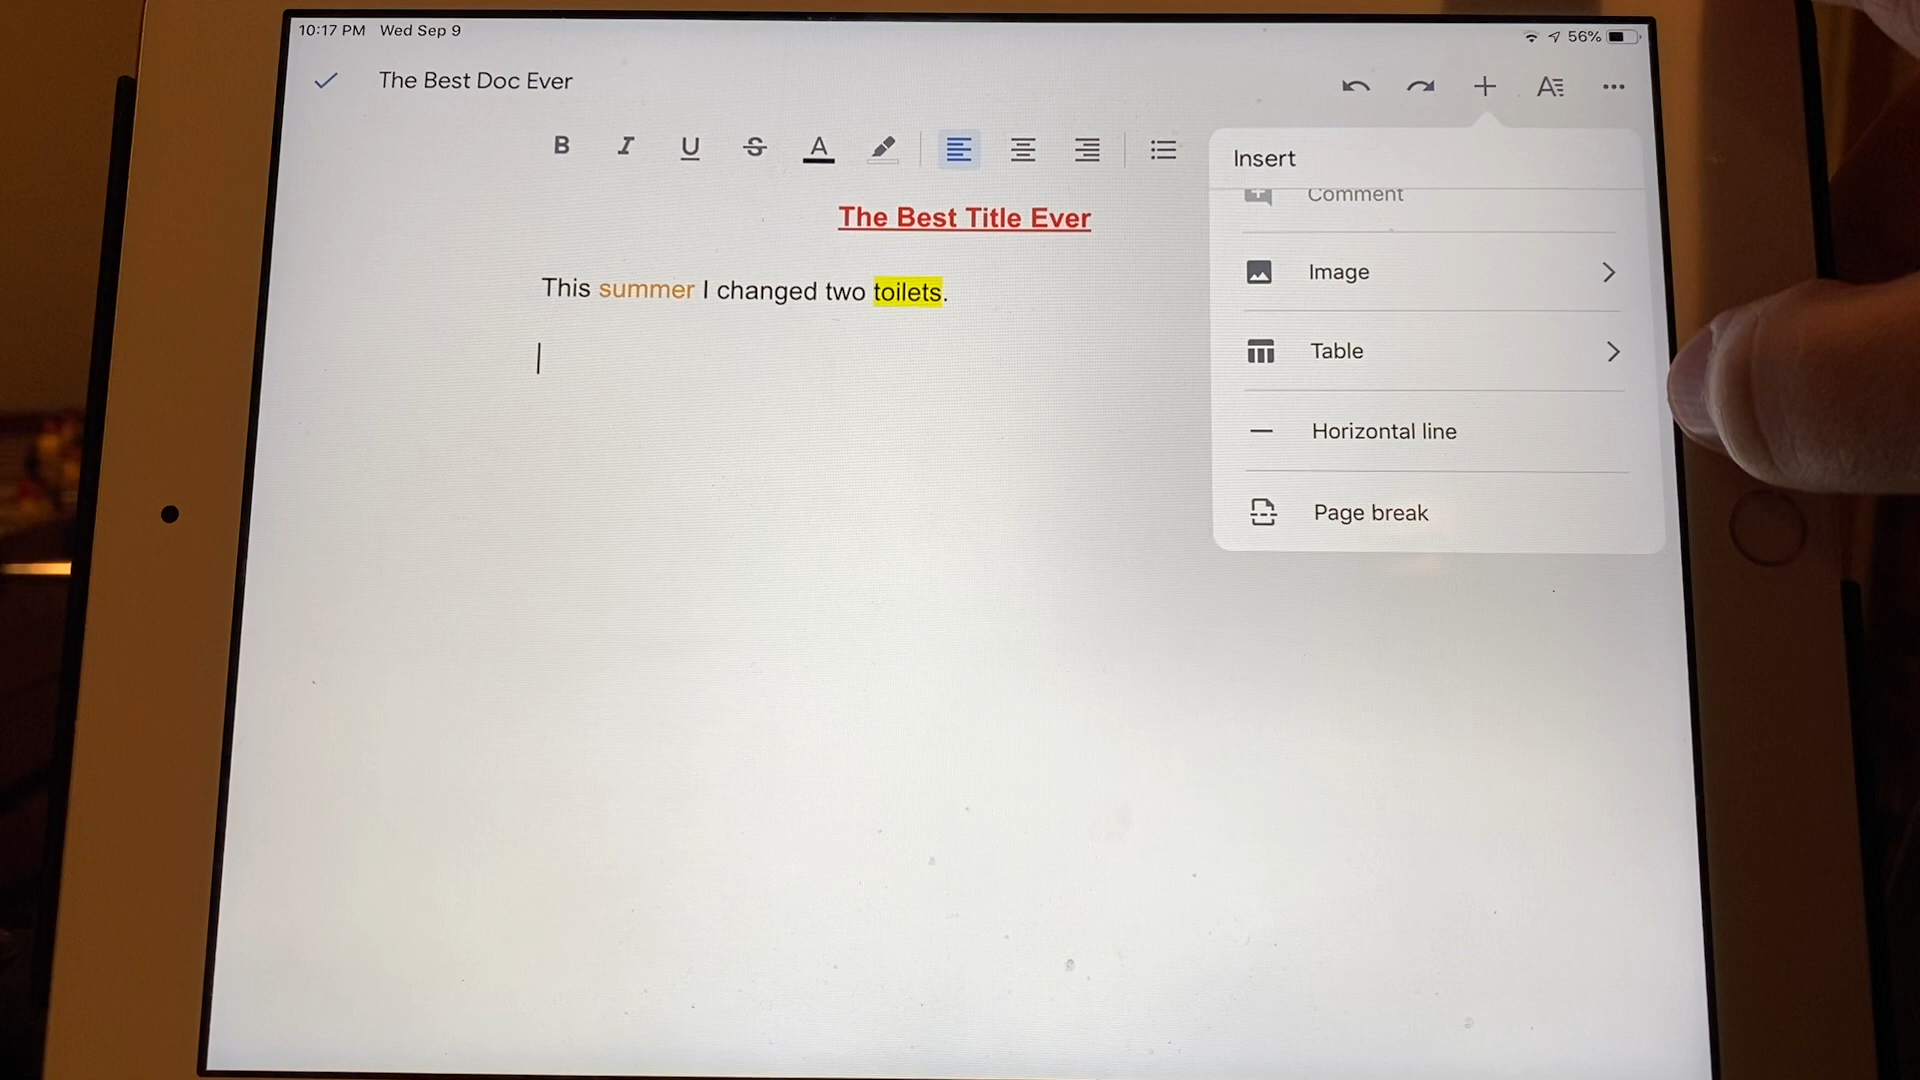 10:17 PM Wed Sep 9
56%
The Best Doc Ever
B I U S A
Insert
Comment
The Best Title Ever
Image
This summer I changed two toilets.
Table
Horizontal line
Page break